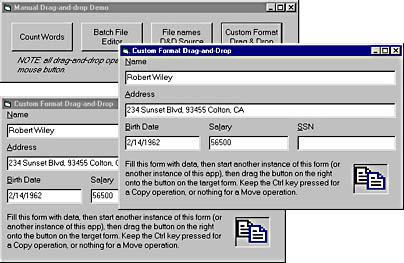 Manual Drag-and-drop Demo
Count Words
Batch File
Editor
File names
D&D Source
Custom Format
Drag & Drop
NOTE: all drag-and-drop ope
mouse button.
Custom Format Drag-and-Drop
Name
Robert Wiley
Address
234 Sunset Blvd, 93455 Colton, CA
Birth Date
Salary
SSN
2/14/1962
56500
Fill this form with data, then start another instance of this form (or
another instance of this app), then drag the button on the right
onto the button on the target form. Keep the Ctrl key pressed for
a Copy operation, or nothing for a Move operation.
Custom Format Drag-and-Drop
Name
Robert Wiley
Address
234 Sunset Blvd, 93455 Colton, C
Birth Date
Salary
2/14/1962
56500
Fill this form with data, then start another instance of this form (or
another instance of this app), then drag the button on the right
onto the button on the target form. Keep the Ctrl key pressed for
a Copy operation, or nothing for a Move operation.